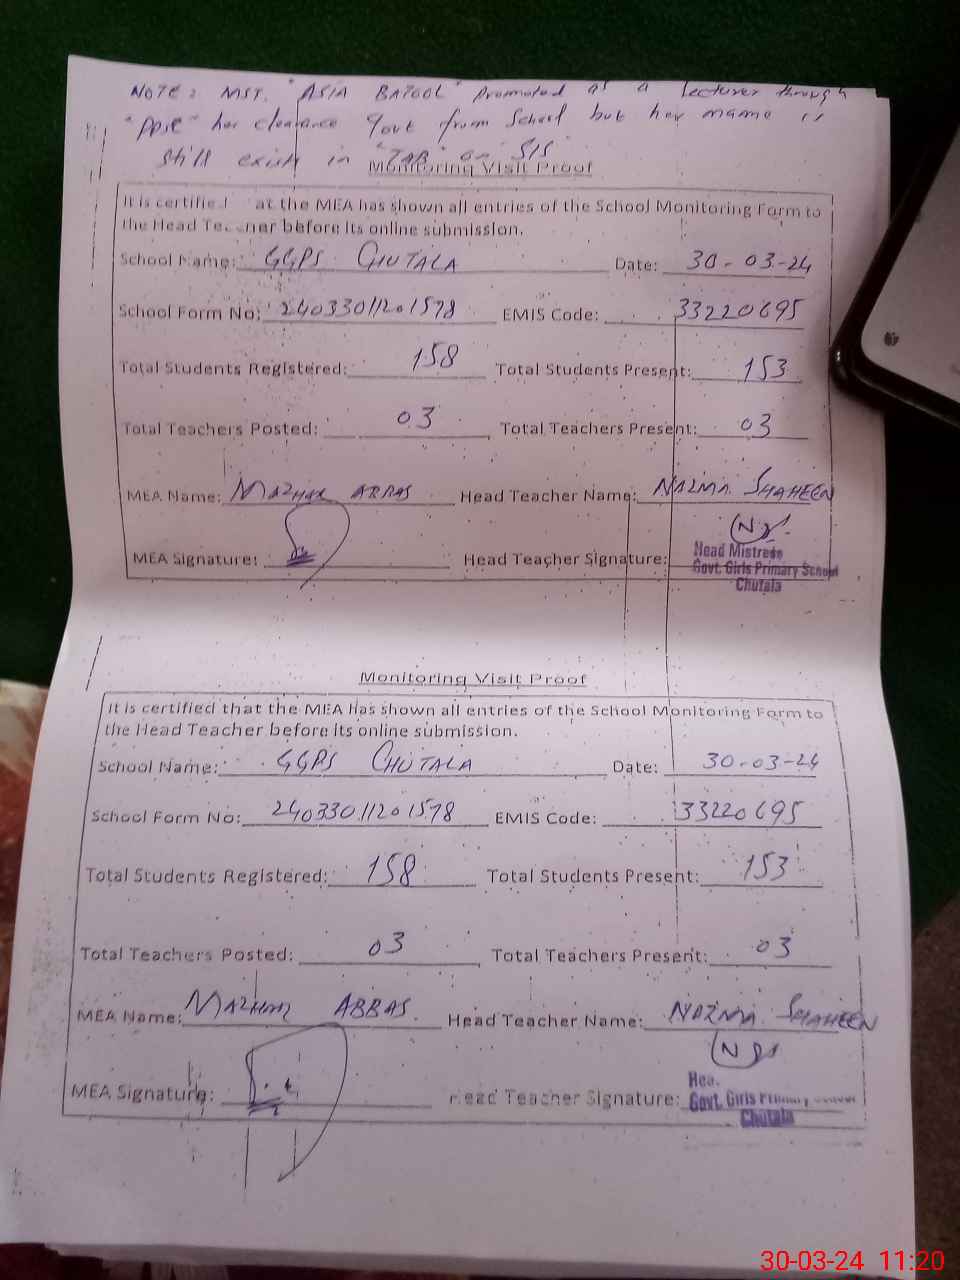 NOTE: MST. "ASIA BATOOL" Promoted as a lecturer through
"PPSC" her clearance from School but her name is
Still exists in "TAB" on SIS
Monitoring Visit Proof
It is certified at the MEA has shown all entries of the School Monitoring Form to
the Head Teacher before its online submission.
School Name: GGPS CHUTALA Date: 30-03-24
School Form No: 24033011201578 EMIS Code: 33220695
Total Students Registered: 158 Total Students Present: 153
Total Teachers Posted: 03 Total Teachers Present: 03
MEA Name: MAZHAR ABBAS Head Teacher Name: NAZMA SHAHEEN
MEA Signature: Head Teacher Signature:
Head Mistress
Govt. Girls Primary School
Chutala
Monitoring Visit Proof
It is certified that the MEA has shown all entries of the School Monitoring Form to
the Head Teacher before its online submission.
School Name: GGPS CHUTALA Date: 30-03-24
School Form No: 24033011201578 EMIS Code: 33220695
Total Students Registered: 158 Total Students Present: 153
Total Teachers Posted: 03 Total Teachers Present: 03
MEA Name: MAZHAR ABBAS Head Teacher Name: NAZMA SHAHEEN
MEA Signature: Head Teacher Signature:
Govt. Girls Primary
Chutala
30-03-24 11:20